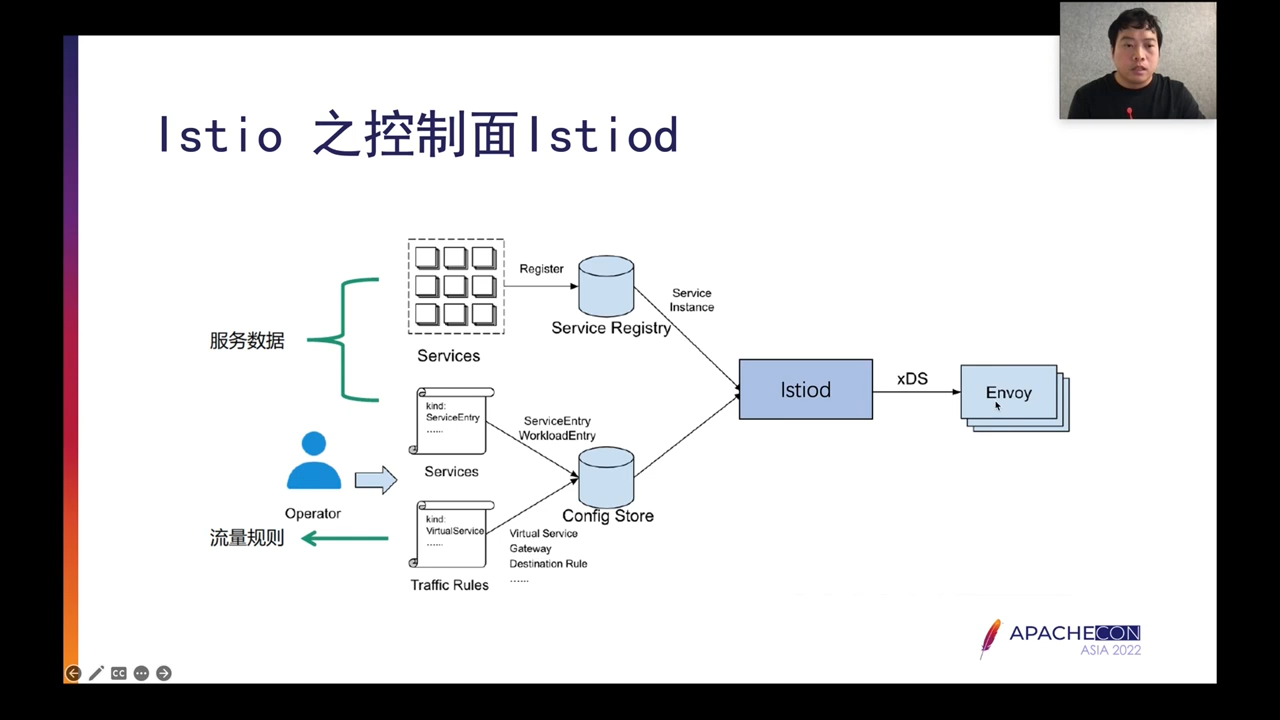 Istio 之控制面Istiod
Register
Service
Instance
Service Registry
服务数据
Services
kind:
ServiceEntry
......
ServiceEntry
WorkloadEntry
Services
Istiod
xDS
Envoy
Operator
Config Store
流量规则
kind:
VirtualService
......
Virtual Service
Gateway
Destination Rule
......
Traffic Rules
APACHECON
ASIA 2022
CC